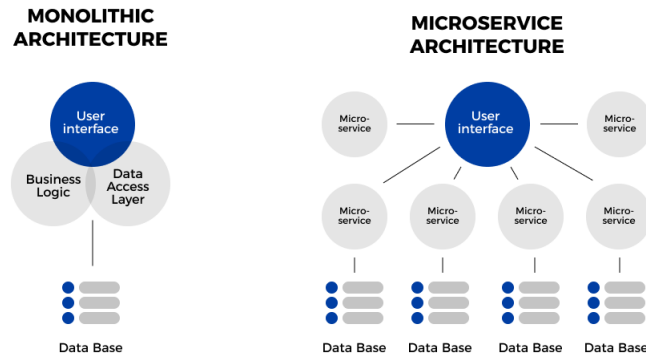 MONOLITHIC
ARCHITECTURE
User
interface
Business
Logic
Data
Access
Layer
Data Base
MICROSERVICE
ARCHITECTURE
Micro-
service
User
interface
Micro-
service
Micro-
service
Micro-
service
Micro-
service
Micro-
service
Data Base
Data Base
Data Base
Data Base